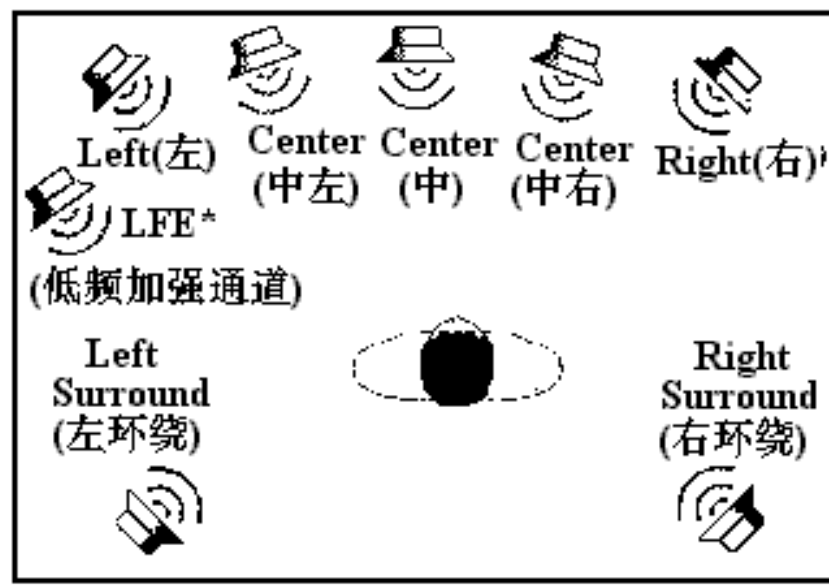 Left(左)
Center
(中左)
Center
(中)
Center
(中右)
Right(右)
LFE*
(低频加强通道)
Left
Surround
(左环绕)
Right
Surround
(右环绕)